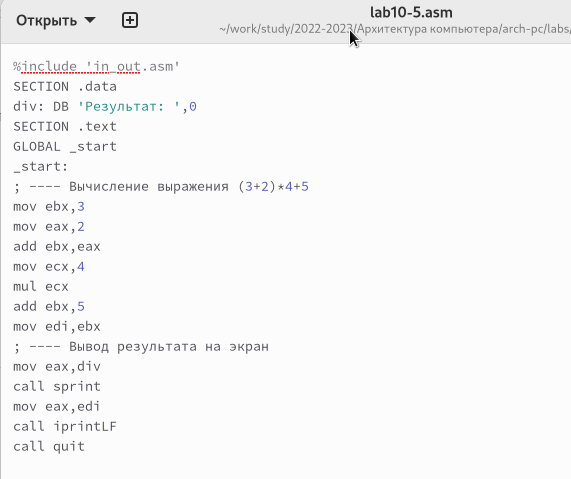 Открыть
lab10-5.asm
~/work/study/2022-2023/Архитектура компьютера/arch-pc/labs/
%include 'in_out.asm'
SECTION .data
div: DB 'Результат: ',0
SECTION .text
GLOBAL _start
_start:
; ---- Вычисление выражения (3+2)*4+5
mov ebx,3
mov eax,2
add ebx,eax
mov ecx,4
mul ecx
add ebx,5
mov edi,ebx
; ---- Вывод результата на экран
mov eax,div
call sprint
mov eax,edi
call iprintLF
call quit